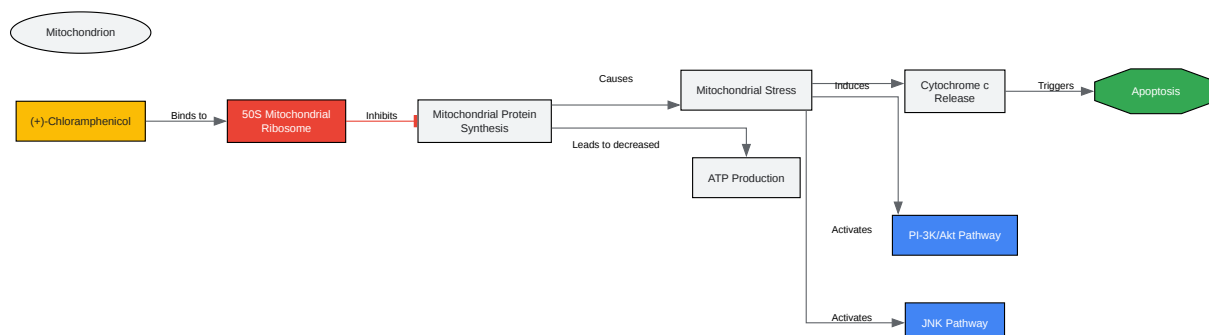 Mitochondrion
(+)-Chloramphenicol
Binds to
50S Mitochondrial
Ribosome
Inhibits
Mitochondrial Protein
Synthesis
Causes
Leads to decreased
Mitochondrial Stress
ATP Production
Induces
Cytochrome c
Release
Triggers
Apoptosis
Activates
PI-3K/Akt Pathway
Activates
JNK Pathway